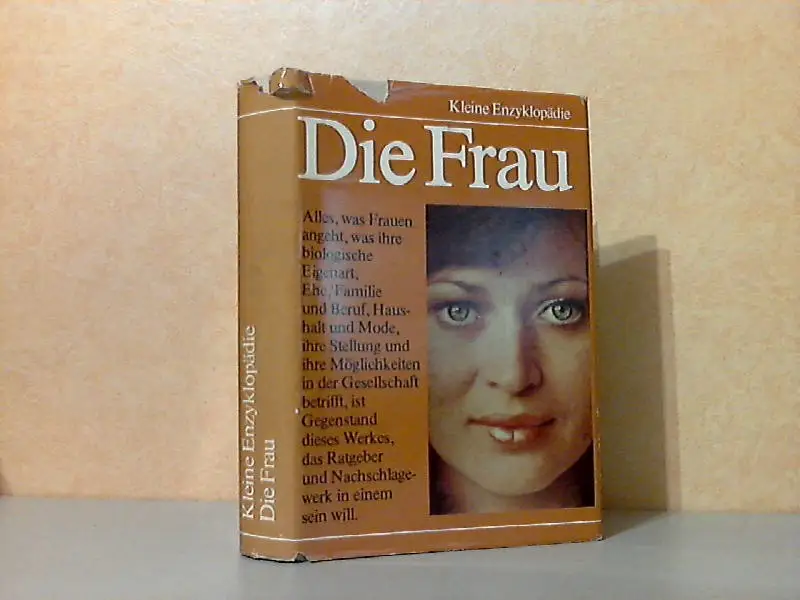 Kleine Enzyklopädie
Die Frau
Alles, was Frauen
angeht, was ihre
biologische
Eigenart,
Ehe, Familie
und Beruf, Haus-
halt und Mode,
ihre Stellung und
ihre Möglichkeiten
in der Gesellschaft
betrifft, ist
Gegenstand
dieses Werkes,
das Ratgeber
und Nachschlage-
werk in einem
sein will.
Kleine Enzyklopädie
Die Frau